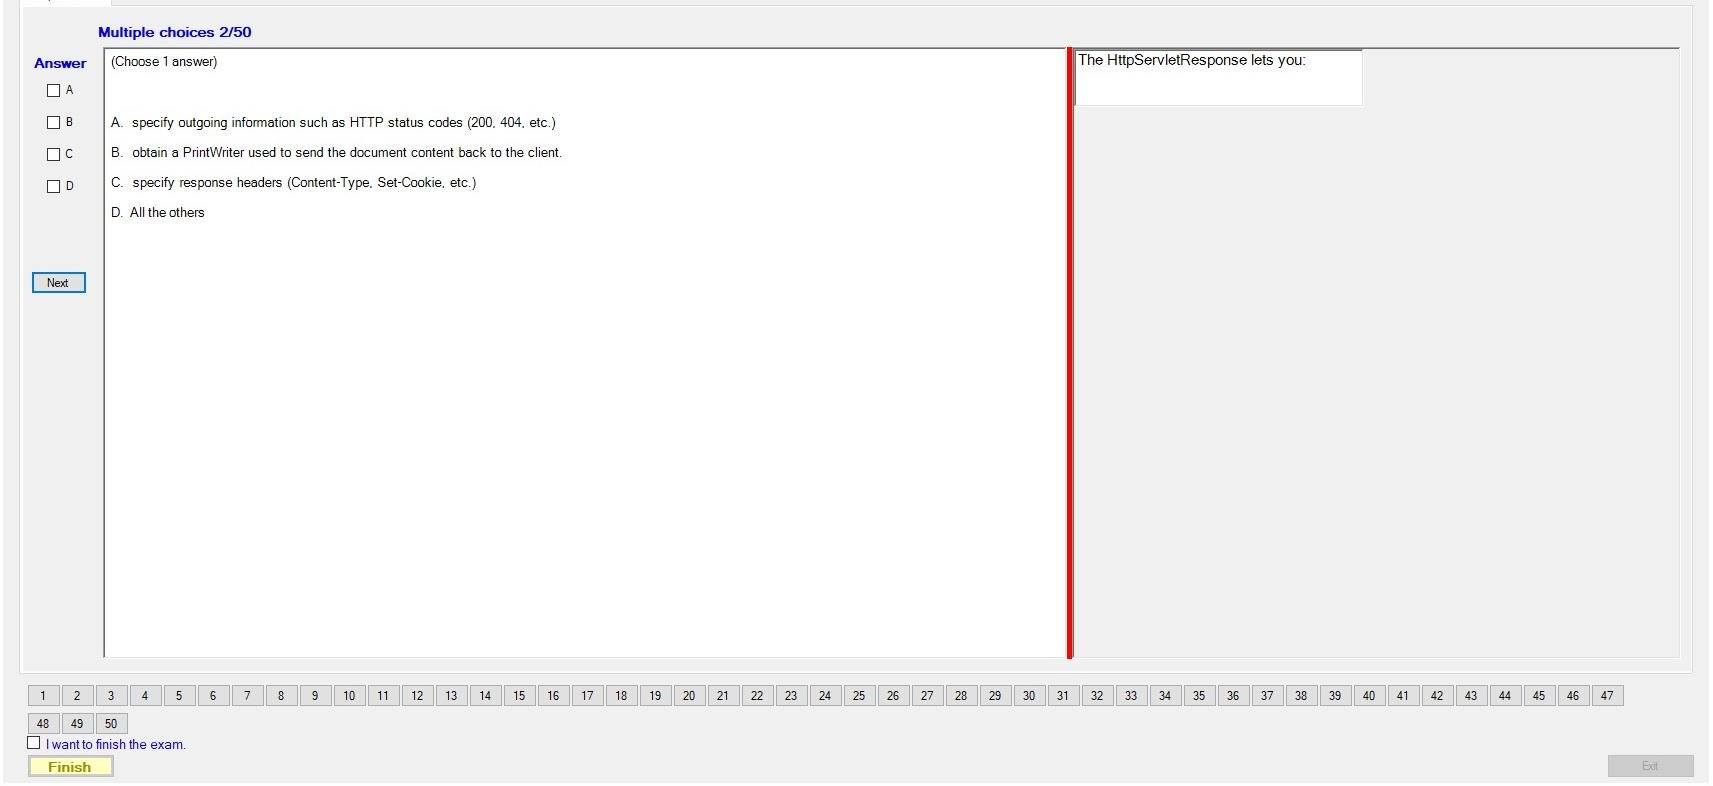 Multiple choices 2/50
Answer
A
B
C
D
Next
(Choose 1 answer)
A. specify outgoing information such as HTTP status codes (200, 404, etc.)
B. obtain a PrintWriter used to send the document content back to the client.
C. specify response headers (Content-Type, Set-Cookie, etc.)
D. All the others
The HttpServletResponse lets you:
1 2 3 4 5 6 7 8 9 10 11 12 13 14 15 16 17 18 19 20 21 22 23 24 25 26 27 28 29 30 31 32 33 34 35 36 37 38 39 40 41 42 43 44 45 46 47
48 49 50
I want to finish the exam.
Finish
Exit